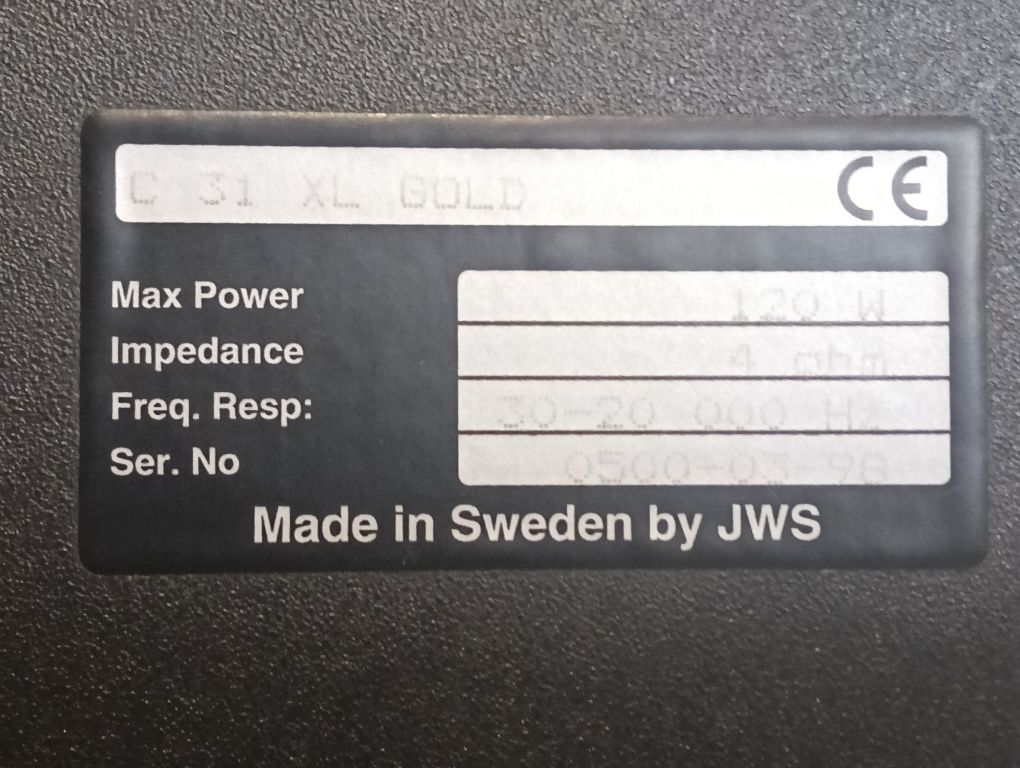 C 31 XL GOLD CE
Max Power 120 W
Impedance 4 ohm
Freq. Resp: 30-20 000 Hz
Ser. No 0500-03-98
Made in Sweden by JWS